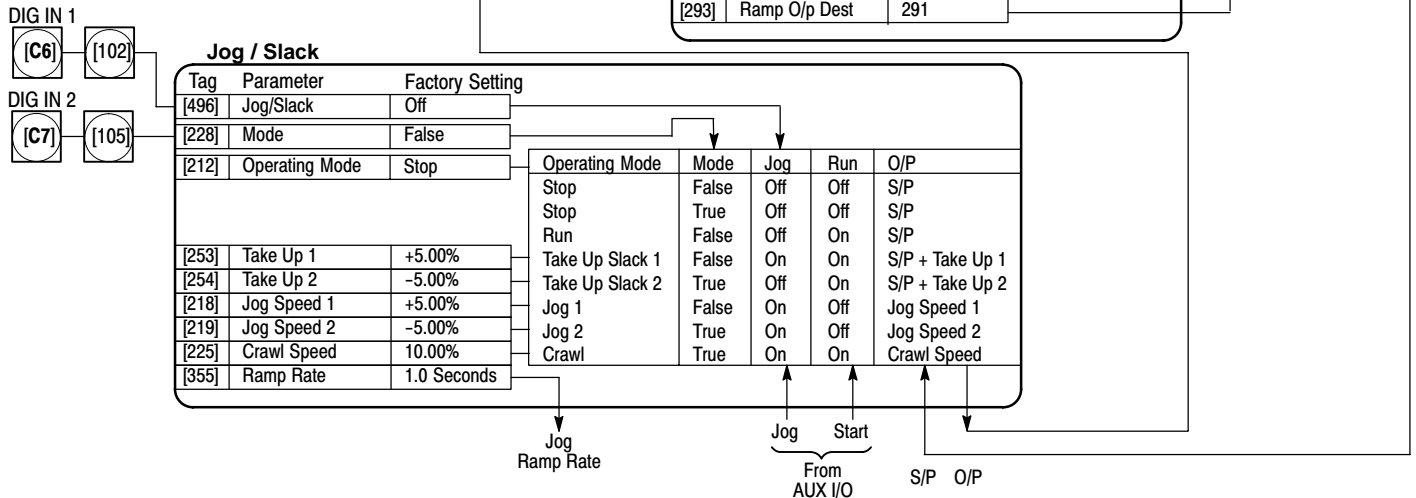 [293] Ramp O/p Dest 291
DIG IN 1
[C6] [102]
Jog / Slack
Tag Parameter Factory Setting
[496] Jog/Slack Off
DIG IN 2
[C7] [105]
[228] Mode False
[212] Operating Mode Stop
Operating Mode Mode Jog Run O/P
Stop False Off Off S/P
Stop True Off Off S/P
Run False Off On S/P
[253] Take Up 1 +5.00% Take Up Slack 1 False On On S/P + Take Up 1
[254] Take Up 2 –5.00% Take Up Slack 2 True Off On S/P + Take Up 2
[218] Jog Speed 1 +5.00% Jog 1 False On Off Jog Speed 1
[219] Jog Speed 2 –5.00% Jog 2 True On Off Jog Speed 2
[225] Crawl Speed 10.00% Crawl True On On Crawl Speed
[355] Ramp Rate 1.0 Seconds
Jog
Ramp Rate
Jog Start
From
AUX I/O
S/P O/P